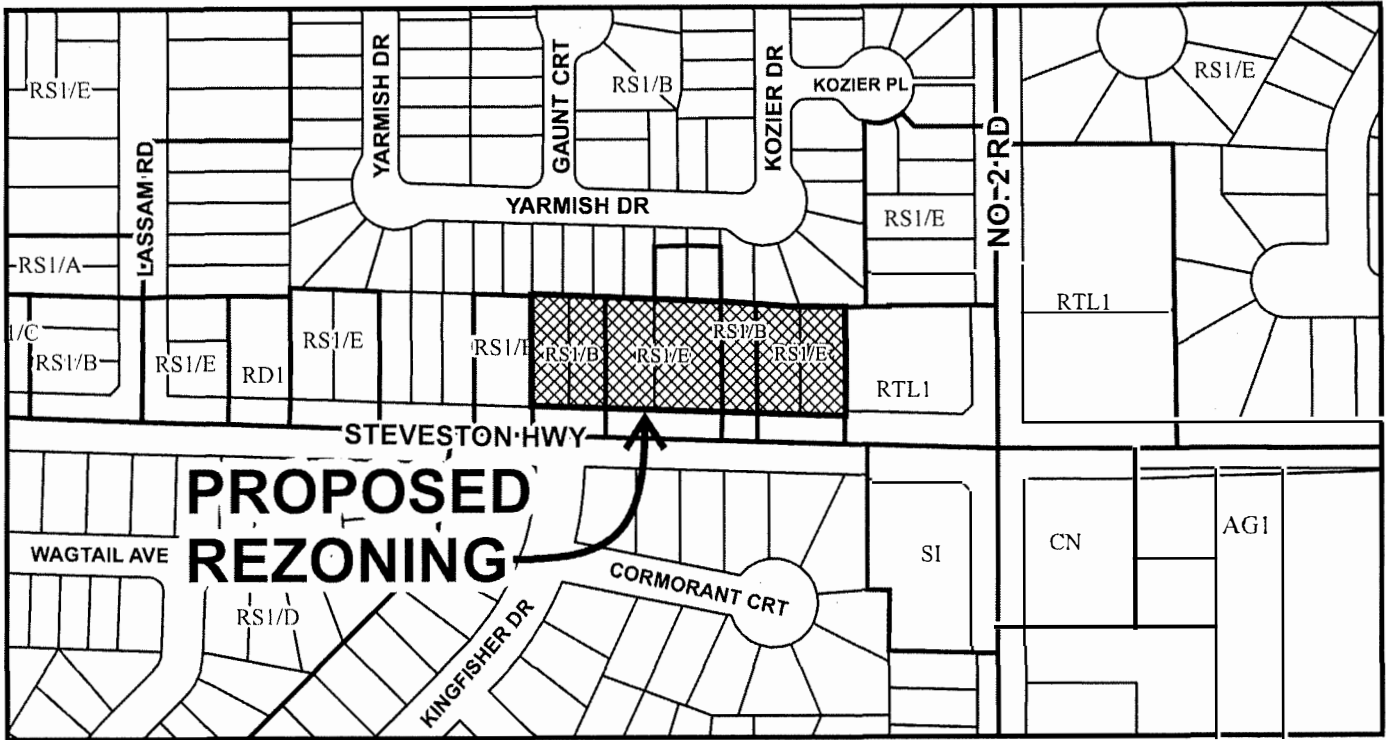 RS1/E
LASSAM RD
YARMISH DR
GAUNT CRT
RS1/B
KOZIER DR
KOZIER PL
RS1/E
NO. 2 RD
YARMISH DR
RS1/E
RS1/A
RTL1
1/C
RS1/B
RS1/E
RD1
RS1/E
RS1/E
RS1/B
RS1/E
RS1/B
RS1/E
RTL1
STEVESTON HWY
PROPOSED
REZONING
WAGTAIL AVE
RS1/D
KINGFISHER DR
CORMORANT CRT
SI
CN
AG1